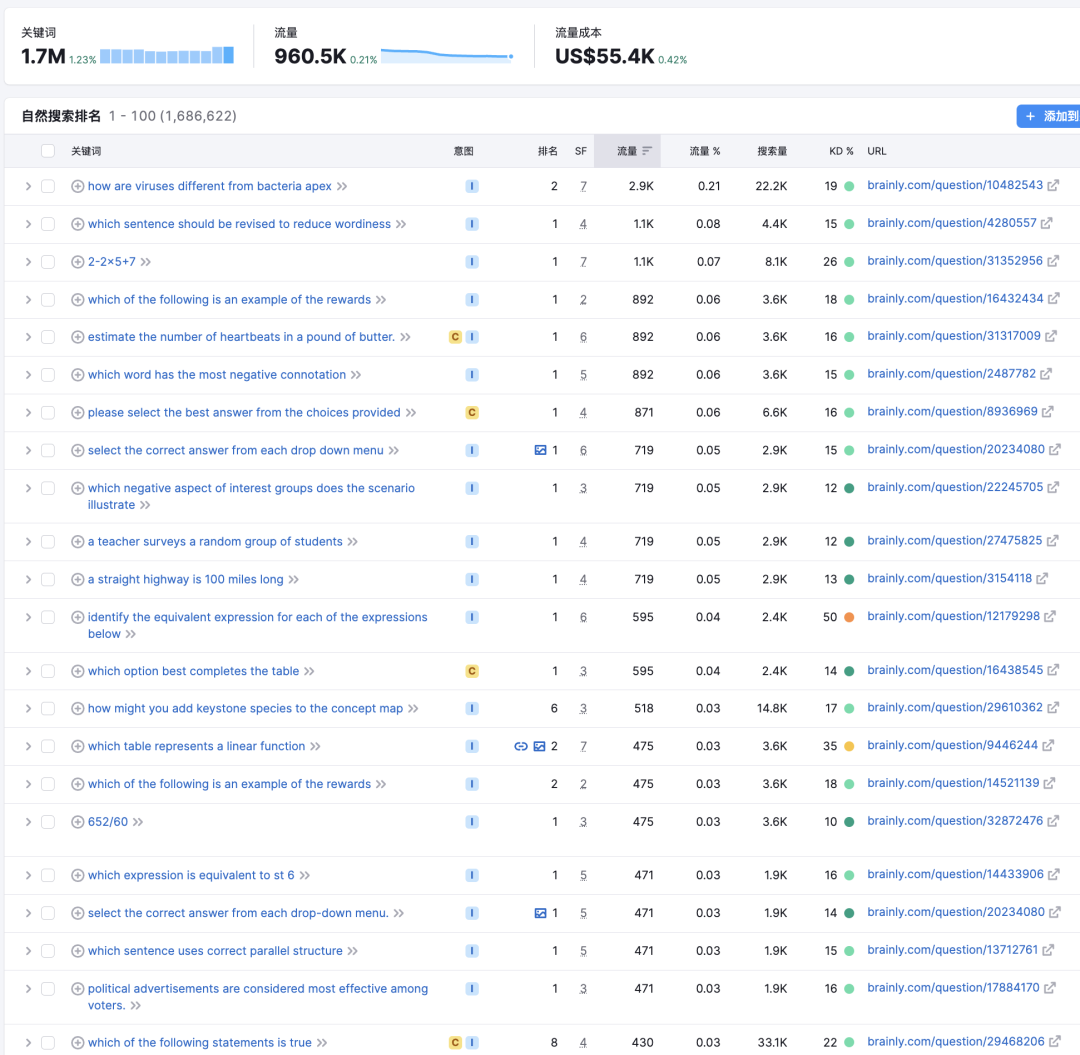 关键词
1.7M 1.23%
流量
960.5K 0.21%
流量成本
US$55.4K 0.42%
自然搜索排名 1 - 100 (1,686,622)
+ 添加到
关键词 意图 排名 SF 流量 流量 % 搜索量 KD % URL
how are viruses different from bacteria apex I 2 7 2.9K 0.21 22.2K 19 brainly.com/question/10482543
which sentence should be revised to reduce wordiness I 1 4 1.1K 0.08 4.4K 15 brainly.com/question/4280557
2-2×5+7 I 1 7 1.1K 0.07 8.1K 26 brainly.com/question/31352956
which of the following is an example of the rewards I 1 2 892 0.06 3.6K 18 brainly.com/question/16432434
estimate the number of heartbeats in a pound of butter. C I 1 6 892 0.06 3.6K 16 brainly.com/question/31317009
which word has the most negative connotation I 1 5 892 0.06 3.6K 15 brainly.com/question/2487782
please select the best answer from the choices provided C 1 4 871 0.06 6.6K 16 brainly.com/question/8936969
select the correct answer from each drop down menu I 1 6 719 0.05 2.9K 15 brainly.com/question/20234080
which negative aspect of interest groups does the scenario I 1 3 719 0.05 2.9K 12 brainly.com/question/22245705
illustrate
a teacher surveys a random group of students I 1 4 719 0.05 2.9K 12 brainly.com/question/27475825
a straight highway is 100 miles long I 1 4 719 0.05 2.9K 13 brainly.com/question/3154118
identify the equivalent expression for each of the expressions I 1 6 595 0.04 2.4K 50 brainly.com/question/12179298
below
which option best completes the table C 1 3 595 0.04 2.4K 14 brainly.com/question/16438545
how might you add keystone species to the concept map I 6 3 518 0.03 14.8K 17 brainly.com/question/29610362
which table represents a linear function I 2 7 475 0.03 3.6K 35 brainly.com/question/9446244
which of the following is an example of the rewards I 2 2 475 0.03 3.6K 18 brainly.com/question/14521139
652/60 I 1 3 475 0.03 3.6K 10 brainly.com/question/32872476
which expression is equivalent to st 6 I 1 5 471 0.03 1.9K 16 brainly.com/question/14433906
select the correct answer from each drop-down menu. I 1 5 471 0.03 1.9K 14 brainly.com/question/20234080
which sentence uses correct parallel structure I 1 5 471 0.03 1.9K 15 brainly.com/question/13712761
political advertisements are considered most effective among I 1 3 471 0.03 1.9K 16 brainly.com/question/17884170
voters.
which of the following statements is true C I 8 4 430 0.03 33.1K 22 brainly.com/question/29468206